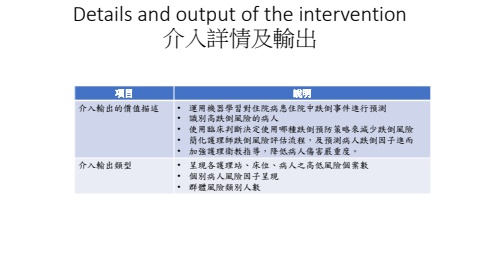 Details and output of the intervention
介入詳情及輸出
項目
說明
介入輸出的價值描述
• 運用機器學習對住院病患住院中跌倒事件進行預測
• 識別高跌倒風險的病人
• 使用臨床判斷決定使用哪種跌倒預防策略來減少跌倒風險
• 簡化護理師跌倒風險評估流程，及預測病人跌倒因子進而
• 加強護理衛教指導，降低病人傷害嚴重度。
介入輸出類型
• 呈現各護理站、床位、病人之高低風險個案數
• 個別病人風險因子呈現
• 群體風險類別人數